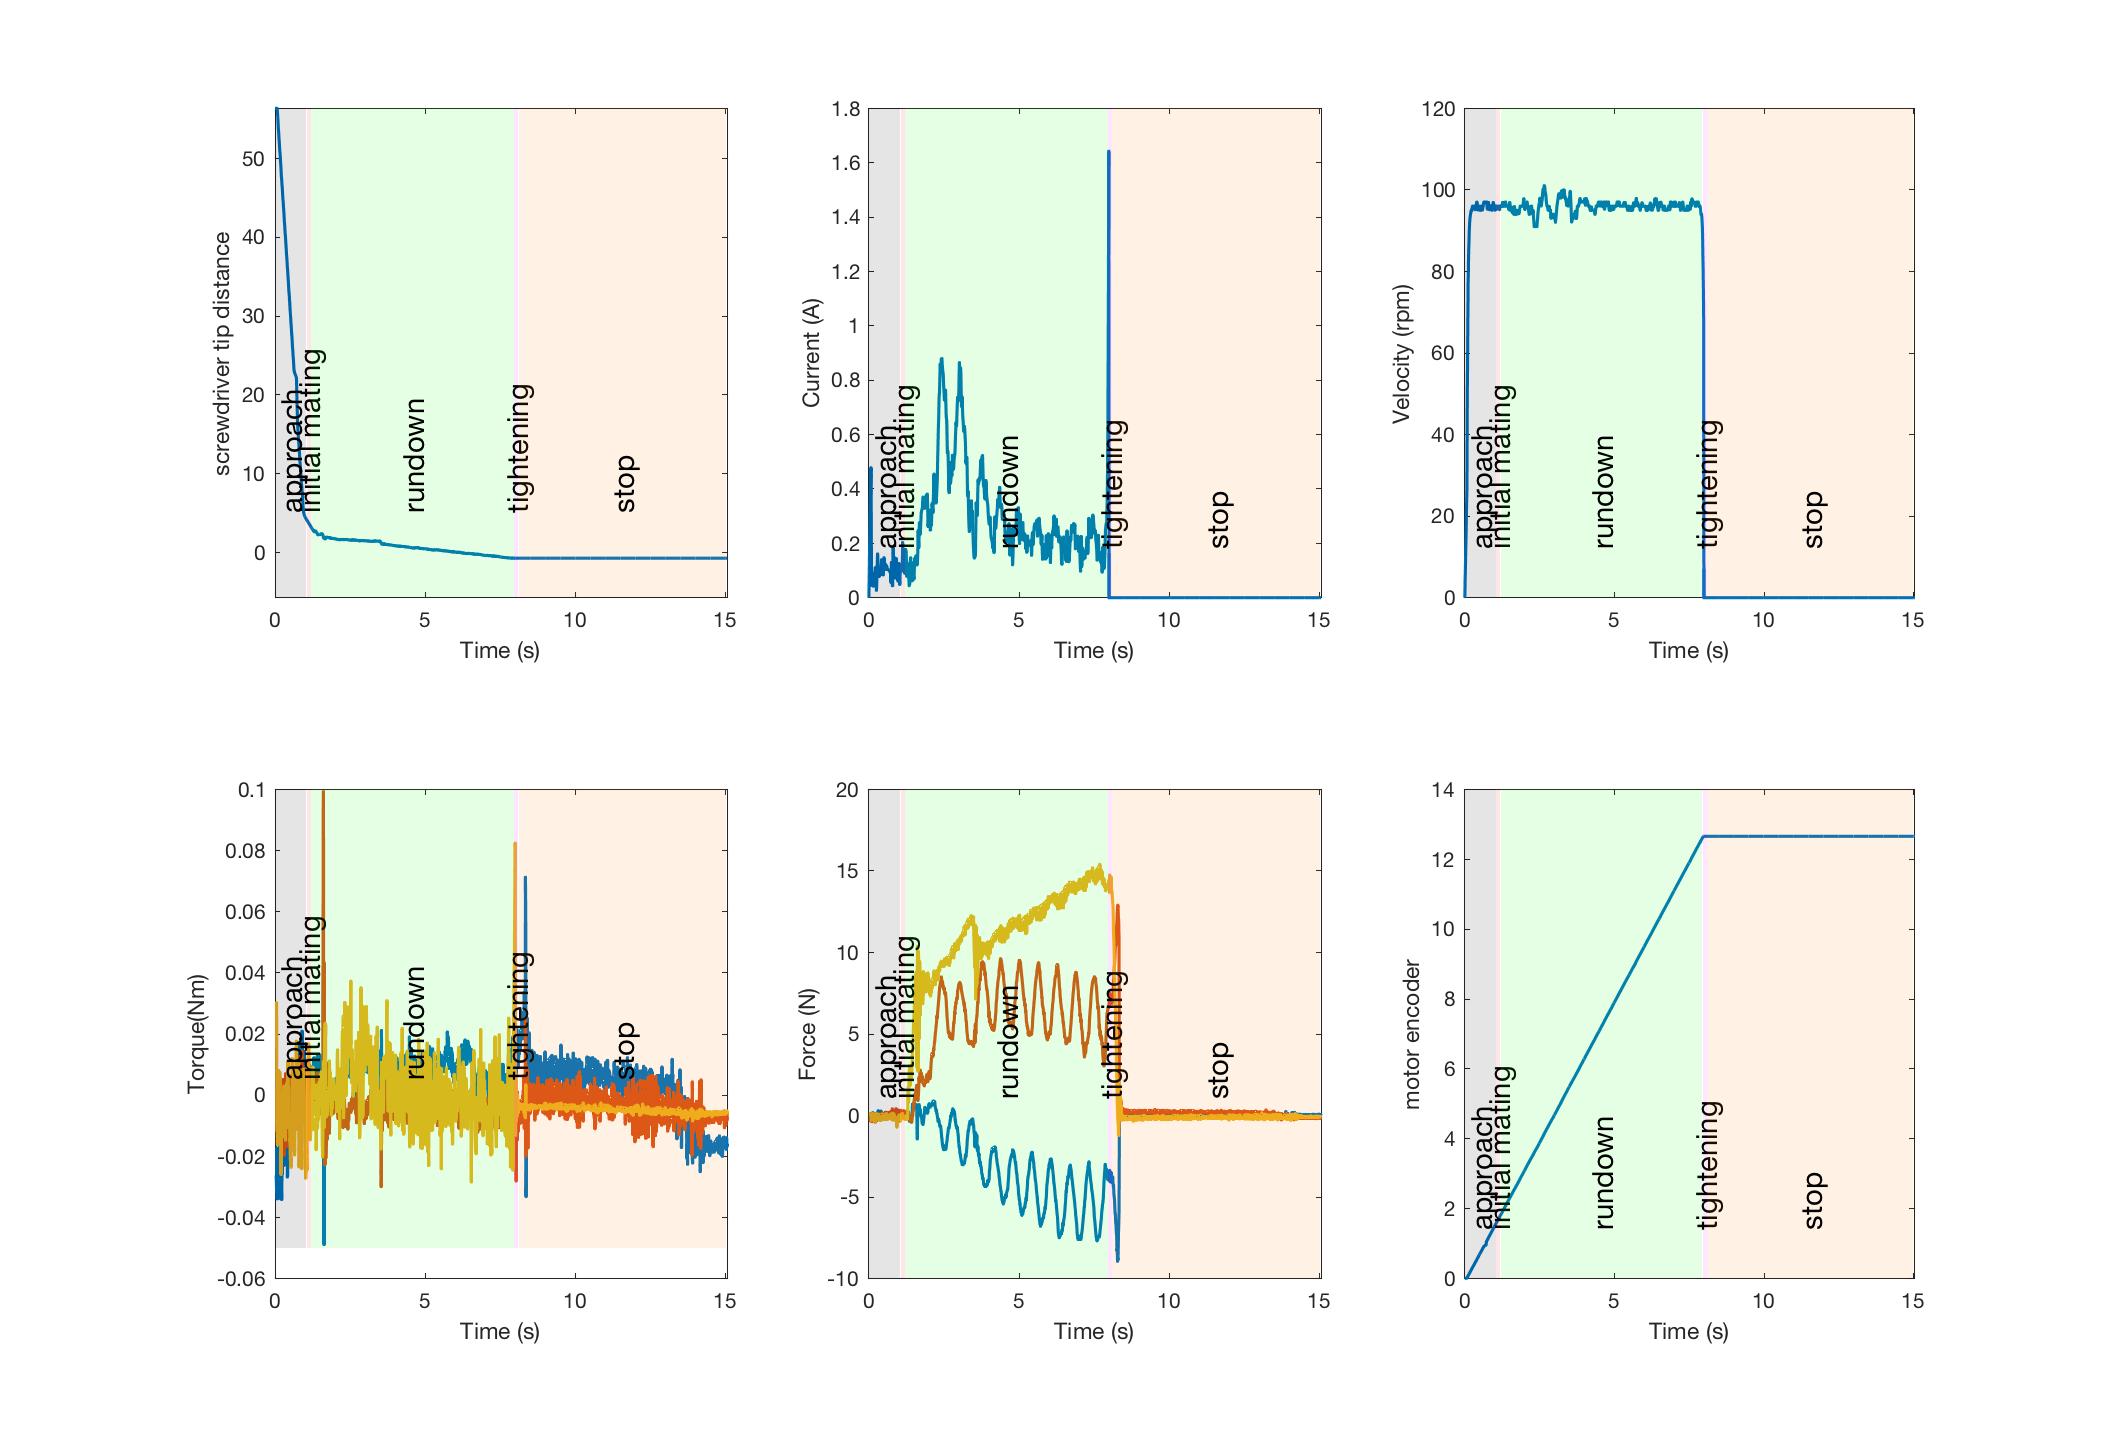 screwdriver tip distance
50
40
30
20
10
0
approach
initial mating
rundown
tightening
stop
0 5 10 15
Time (s)
Current (A)
1.8
1.6
1.4
1.2
1
0.8
0.6
0.4
0.2
0
approach
initial mating
rundown
tightening
stop
0 5 10 15
Time (s)
Velocity (rpm)
120
100
80
60
40
20
0
approach
initial mating
rundown
tightening
stop
0 5 10 15
Time (s)
Torque(Nm)
0.1
0.08
0.06
0.04
0.02
0
-0.02
-0.04
-0.06
approach
initial mating
rundown
tightening
stop
0 5 10 15
Time (s)
Force (N)
20
15
10
5
0
-5
-10
approach
initial mating
rundown
tightening
stop
0 5 10 15
Time (s)
motor encoder
14
12
10
8
6
4
2
0
approach
initial mating
rundown
tightening
stop
0 5 10 15
Time (s)